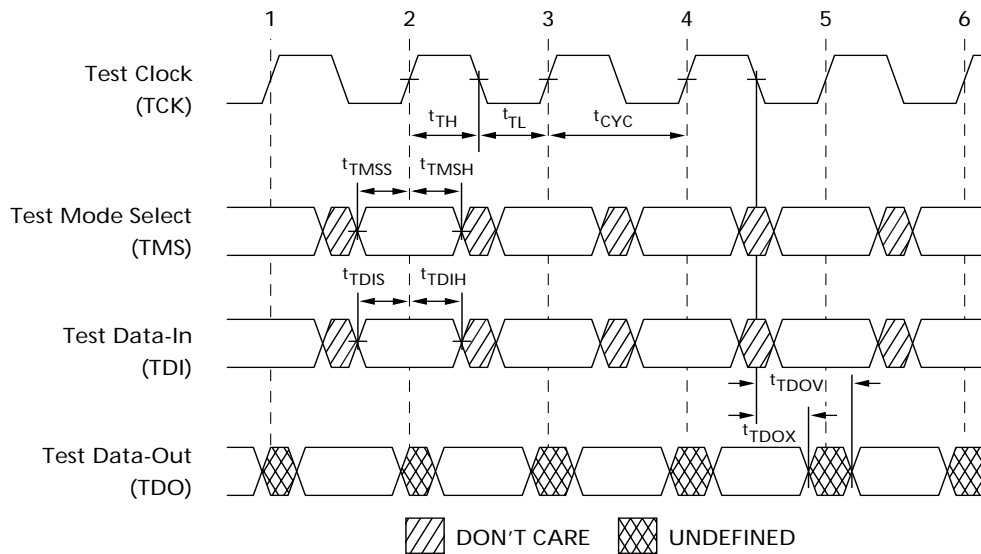 1 2 3 4 5 6
Test Clock
(TCK)
tTH tTL tCYC
tTMSS tTMSH
Test Mode Select
(TMS)
tTDIS tTDIH
Test Data-In
(TDI)
tTDOV
tTDOX
Test Data-Out
(TDO)
DON'T CARE UNDEFINED